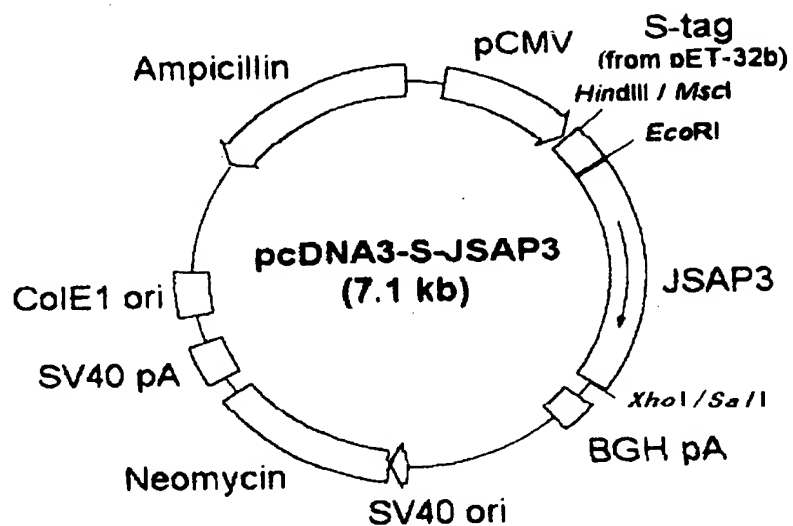 S-tag
(from pET-32b)
pCMV
HindIII / MscI
Ampicillin
EcoRI
pcDNA3-S-JSAP3
(7.1 kb)
JSAP3
ColE1 ori
SV40 pA
XhoI / SalI
BGH pA
Neomycin
SV40 ori